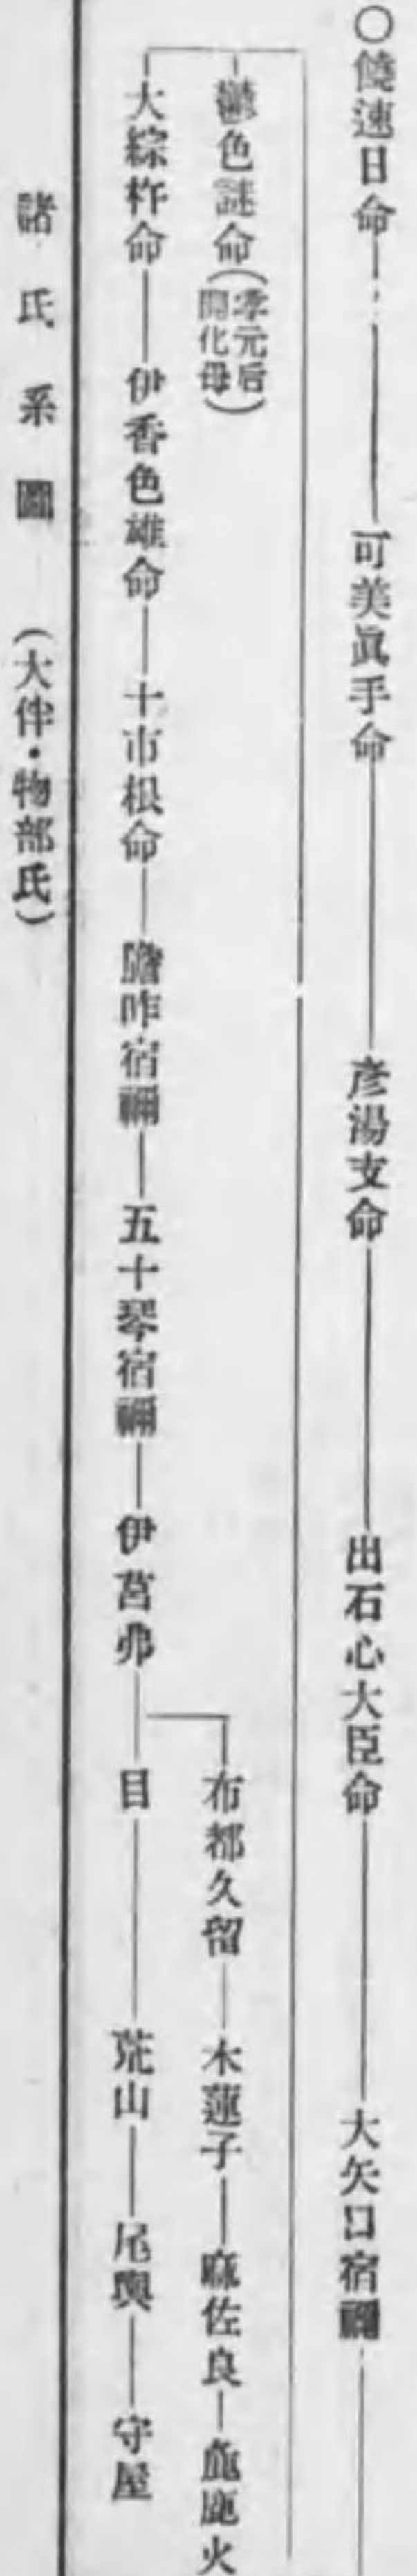 〇饒速日命 可美眞手命 彦湯支命 出石心大臣命 大矢口宿禰
鬱色謎命(孝元后開化母)
布都久留 木蓮子 麻佐良 麁鹿火
大綜杵命 伊香色雄命 十市根命 膽咋宿禰 五十琴宿禰 伊莒弗 目 荒山 尾輿 守屋
諸氏系圖 (大伴・物部氏)